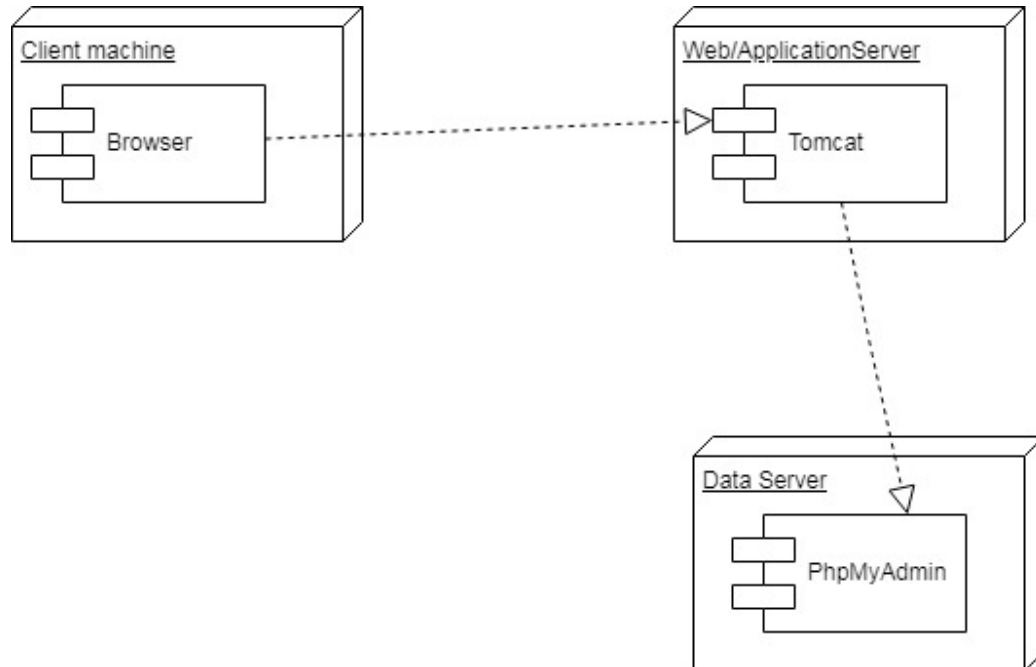 Client machine
Browser
Web/ApplicationServer
Tomcat
Data Server
PhpMyAdmin